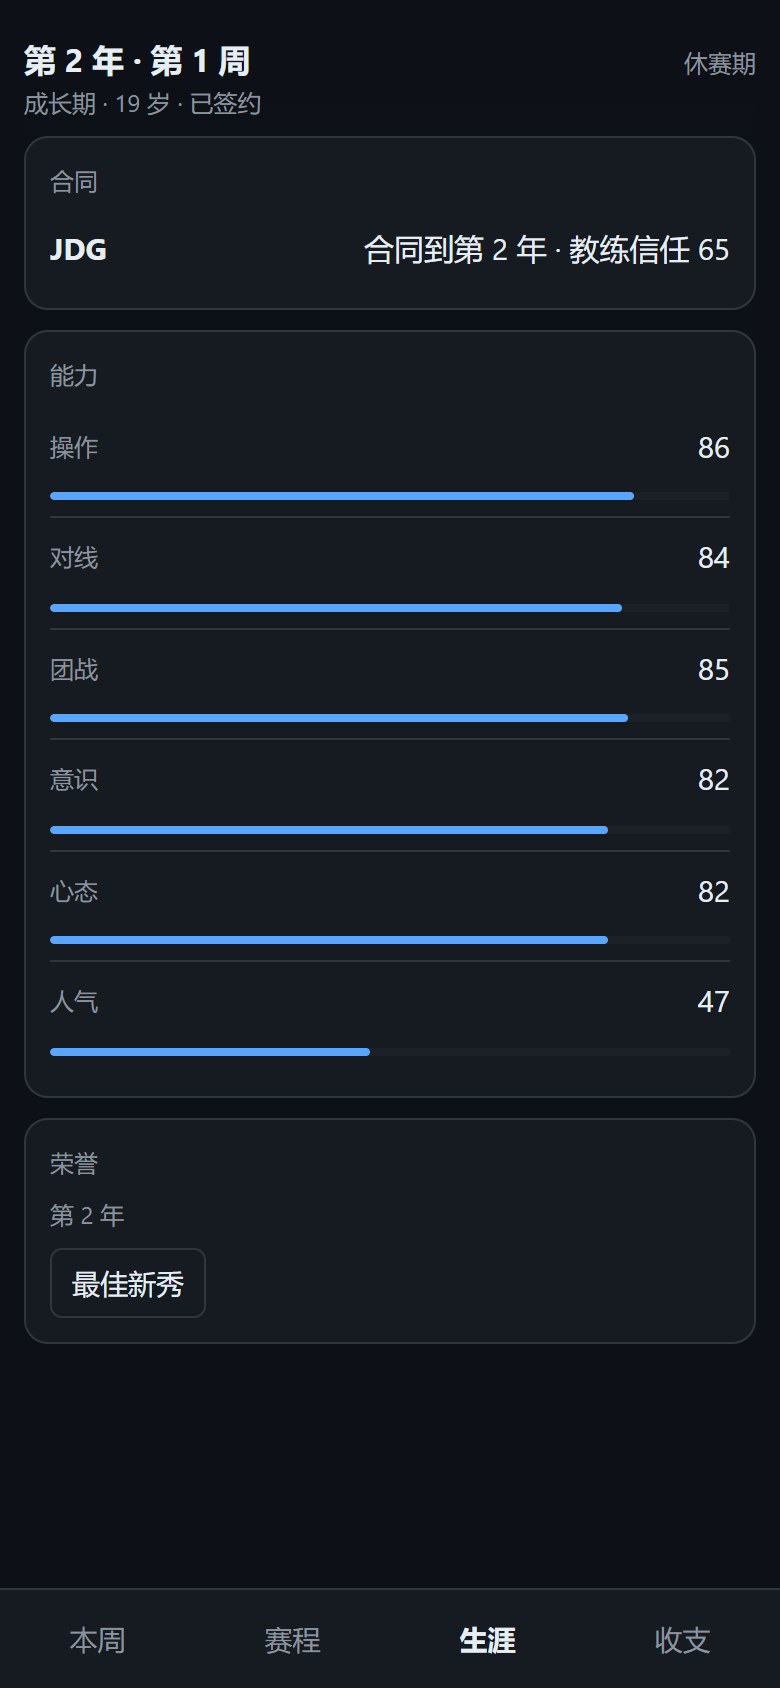 第 2 年 · 第 1 周
休赛期
成长期 · 19 岁 · 已签约
合同
JDG 合同到第 2 年 · 教练信任 65
能力
操作 86
对线 84
团战 85
意识 82
心态 82
人气 47
荣誉
第 2 年
最佳新秀
本周 赛程 生涯 收支